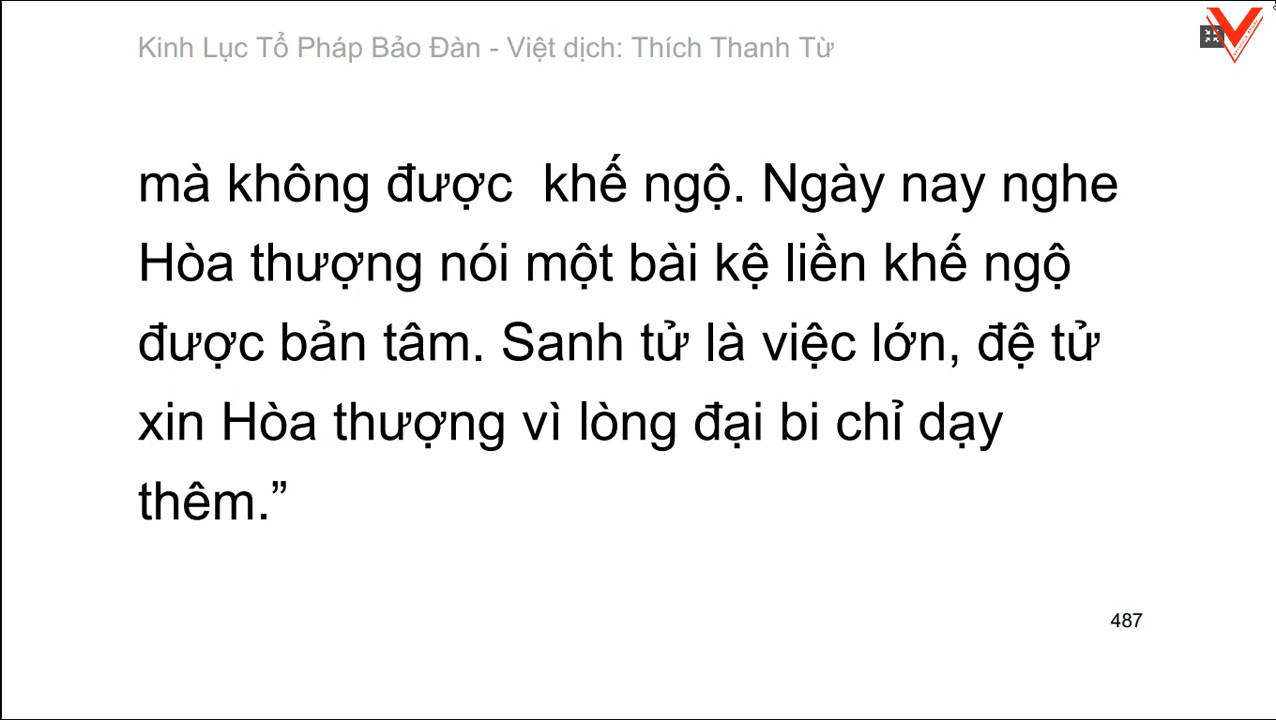 Kinh Lục Tổ Pháp Bảo Đàn - Việt dịch: Thích Thanh Từ
mà không được  khế ngộ. Ngày nay nghe
Hòa thượng nói một bài kệ liền khế ngộ
được bản tâm. Sanh tử là việc lớn, đệ tử
xin Hòa thượng vì lòng đại bi chỉ dạy
thêm.”
487